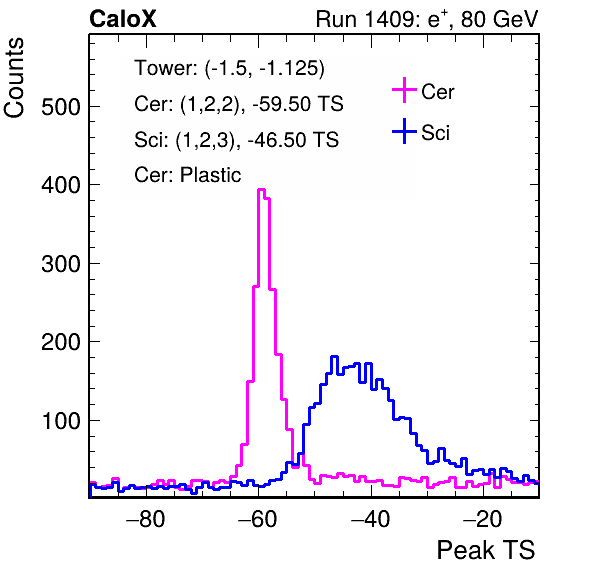 CaloX Run 1409: e+, 80 GeV
Counts
Tower: (-1.5, -1.125)
Cer: (1,2,2), -59.50 TS
Sci: (1,2,3), -46.50 TS
Cer: Plastic
Cer
Sci
500
400
300
200
100
−80 −60 −40 −20
Peak TS